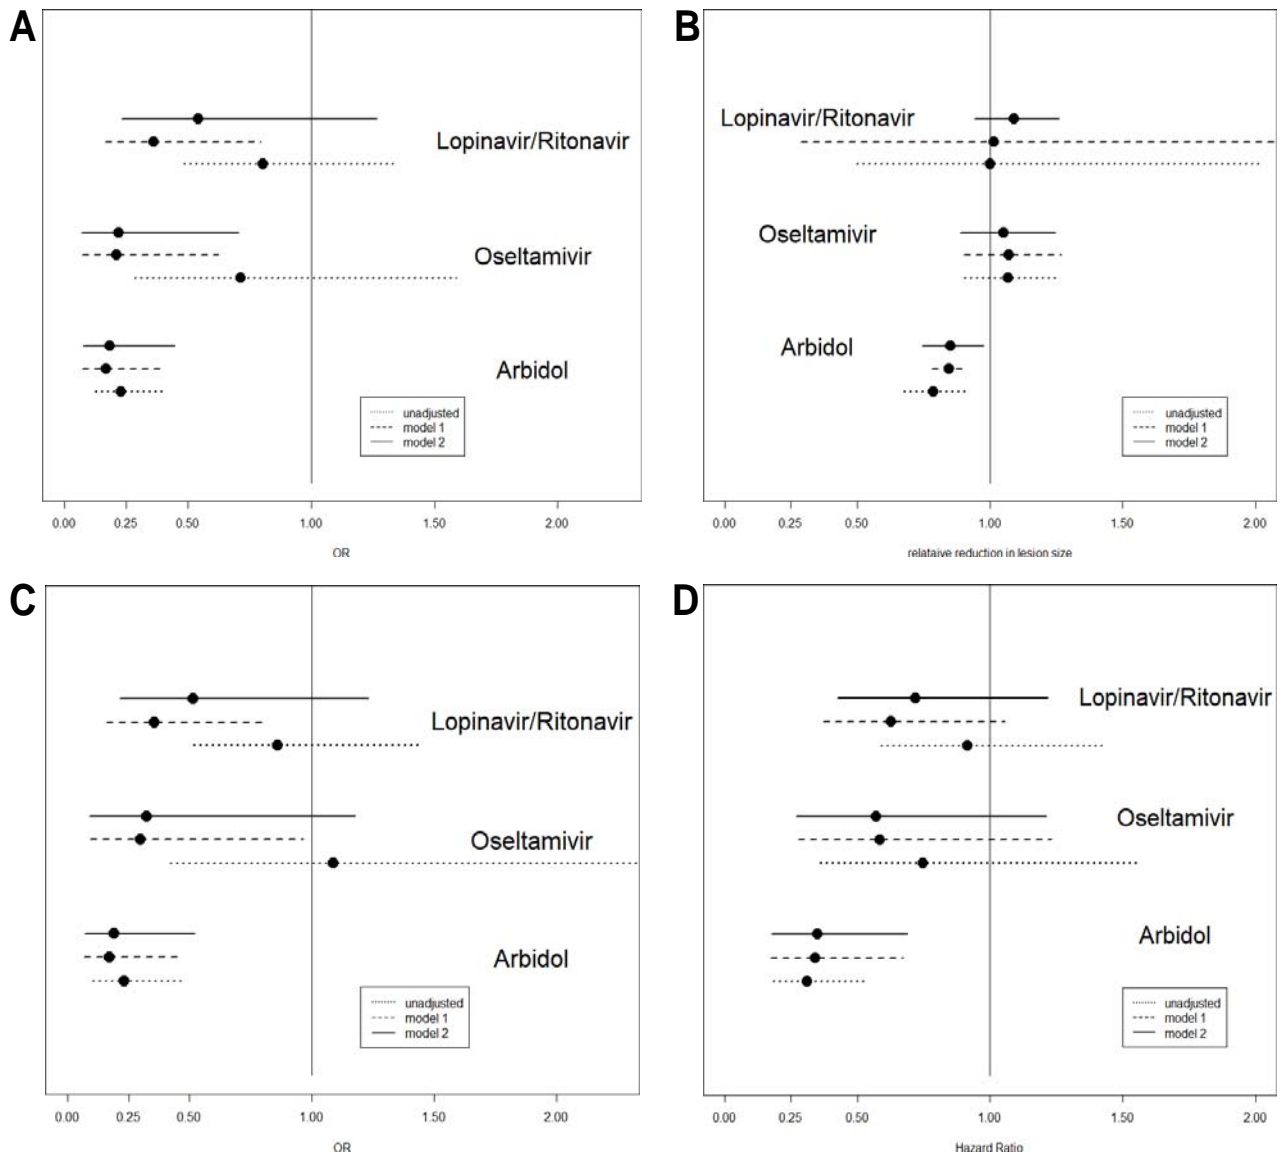 A
Lopinavir/Ritonavir
Oseltamivir
Arbidol
unadjusted
model 1
model 2
0.00 0.25 0.50 1.00 1.50 2.00
OR
B
Lopinavir/Ritonavir
Oseltamivir
Arbidol
unadjusted
model 1
model 2
0.00 0.25 0.50 1.00 1.50 2.00
relataive reduction in lesion size
C
Lopinavir/Ritonavir
Oseltamivir
Arbidol
unadjusted
model 1
model 2
0.00 0.25 0.50 1.00 1.50 2.00
OR
D
Lopinavir/Ritonavir
Oseltamivir
Arbidol
unadjusted
model 1
model 2
0.00 0.25 0.50 1.00 1.50 2.00
Hazard Ratio